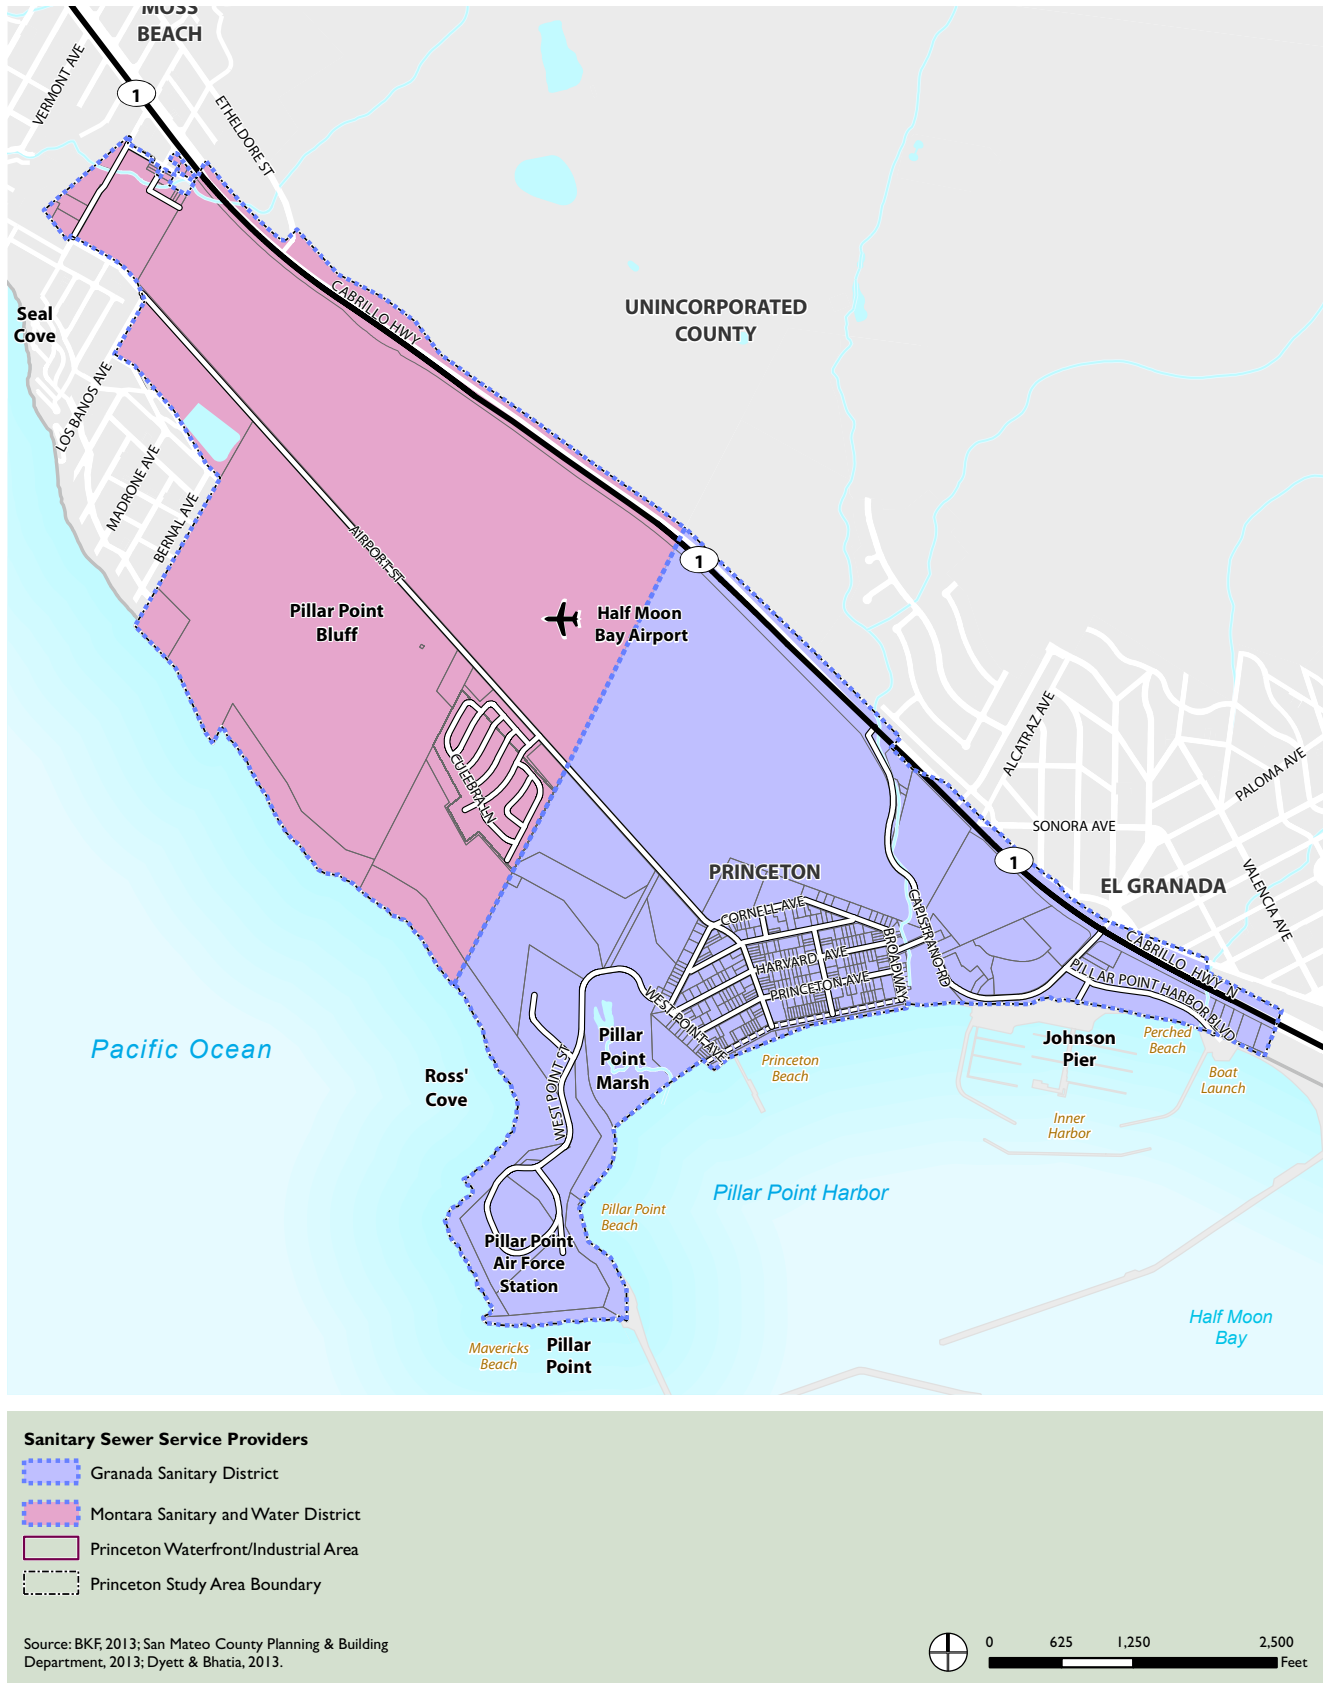 MOSS
BEACH
VERMONT AVE
1
ETHELDORE ST
Seal
Cove
CABRILLO HWY
UNINCORPORATED
COUNTY
LOS BANOS AVE
MADRONE AVE
BERNAL AVE
AIRPORT ST
1
Pillar Point
Bluff
Half Moon
Bay Airport
ALCATRAZ AVE
PALOMA AVE
CULEBRA LN
SONORA AVE
1
PRINCETON
EL GRANADA
VALENCIA AVE
CORNELL AVE
CAPISTRANO RD
BROADWAY
HARVARD AVE
PRINCETON AVE
WEST POINT AVE
CABRILLO HWY N
PILLAR POINT HARBOR BLVD
Pacific Ocean
Ross'
Cove
WEST POINT ST
Pillar
Point
Marsh
Princeton
Beach
Johnson
Pier
Perched
Beach
Boat
Launch
Inner
Harbor
Pillar Point Harbor
Pillar Point
Beach
Pillar Point
Air Force
Station
Mavericks
Beach
Pillar
Point
Half Moon
Bay
Sanitary Sewer Service Providers
Granada Sanitary District
Montara Sanitary and Water District
Princeton Waterfront/Industrial Area
Princeton Study Area Boundary
Source: BKF, 2013; San Mateo County Planning & Building
Department, 2013; Dyett & Bhatia, 2013.
0 625 1,250 2,500
Feet